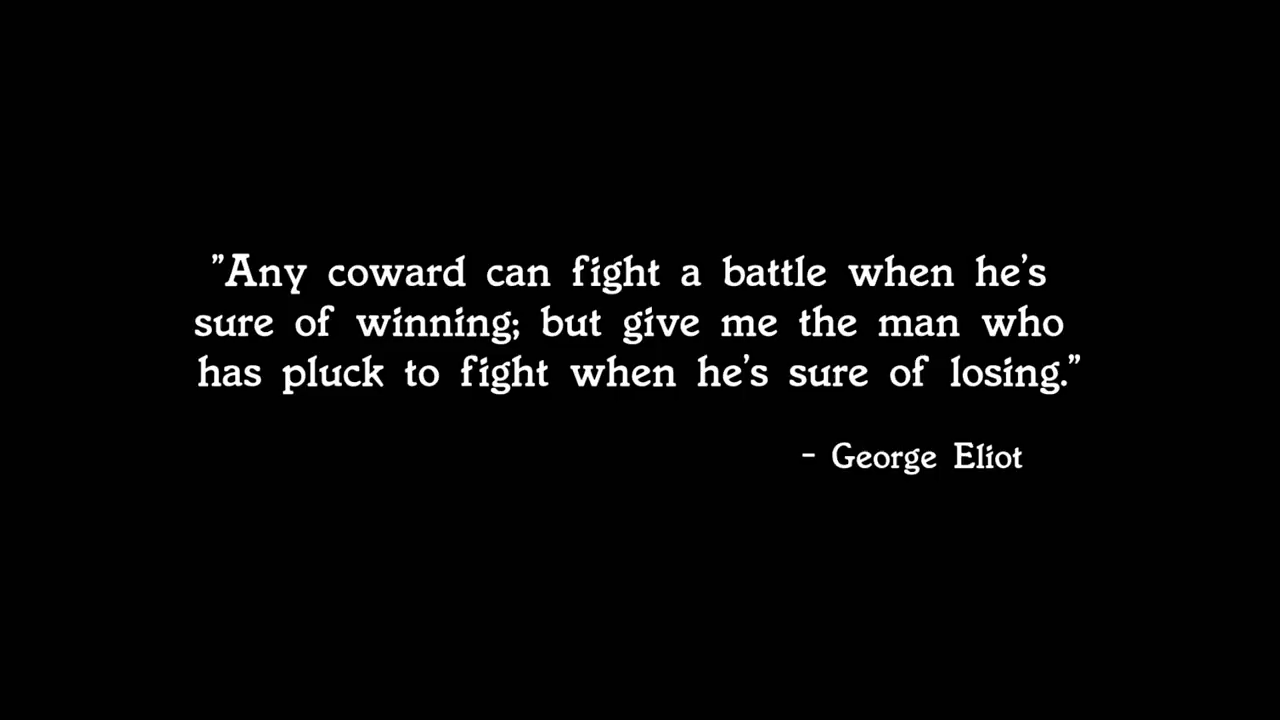 ”Any coward can fight a battle when he’s
sure of winning; but give me the man who
has pluck to fight when he’s sure of losing.”
- George Eliot